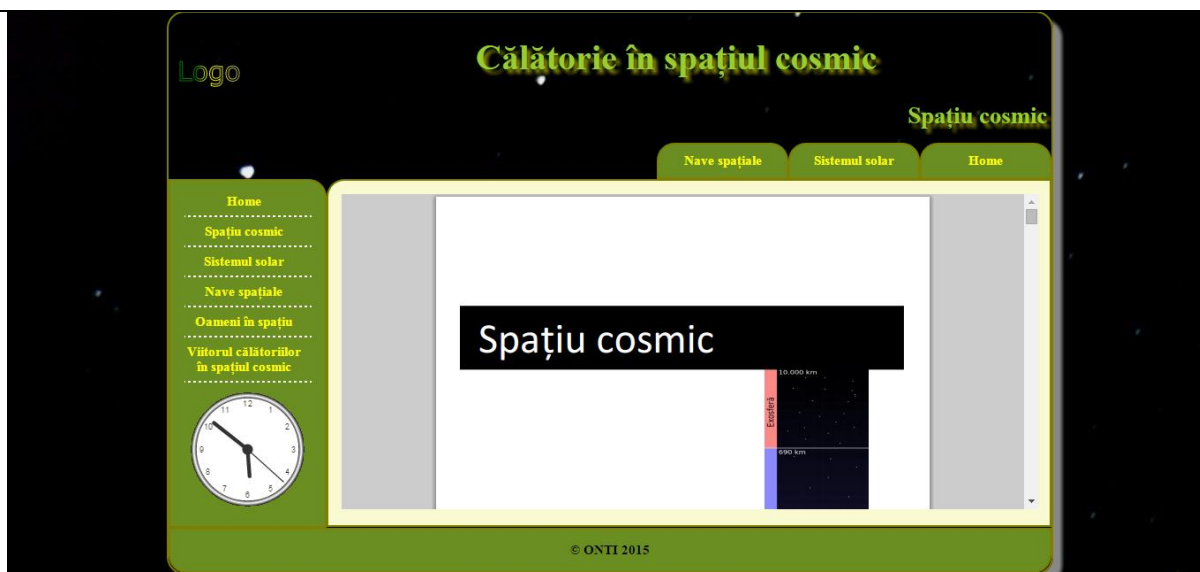 Logo
Călătorie în spațiul cosmic
Spațiu cosmic
Nave spațiale
Sistemul solar
Home
Home
Spațiu cosmic
Sistemul solar
Nave spațiale
Oameni în spațiu
Viitorul călătoriilor
în spațiul cosmic
12
1
2
3
4
5
6
7
8
9
10
11
Spațiu cosmic
10.000 km
Exosferă
690 km
© ONTI 2015